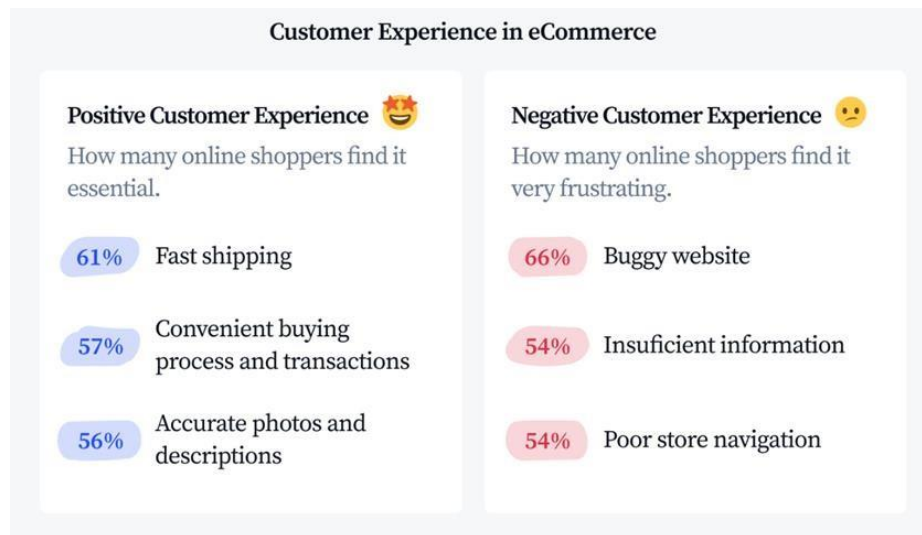 Customer Experience in eCommerce
Positive Customer Experience
How many online shoppers find it
essential.
61% Fast shipping
57% Convenient buying
process and transactions
56% Accurate photos and
descriptions
Negative Customer Experience
How many online shoppers find it
very frustrating.
66% Buggy website
54% Insufficient information
54% Poor store navigation